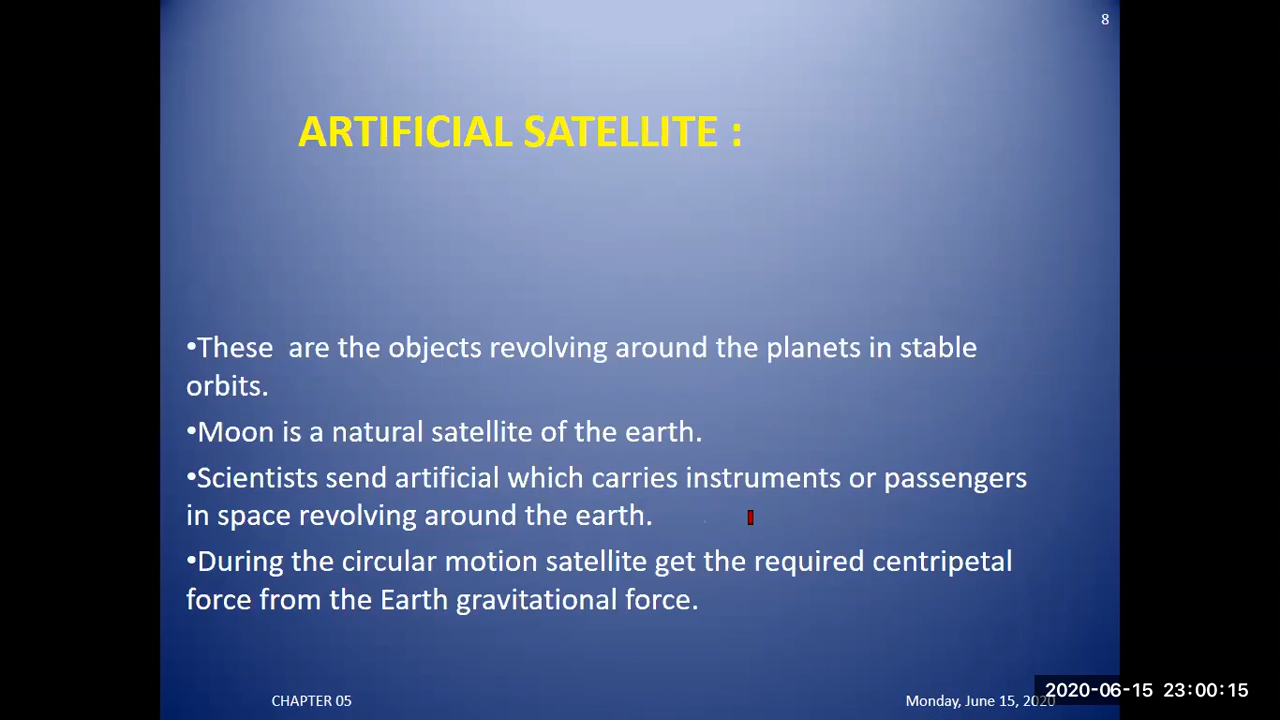 8
ARTIFICIAL SATELLITE :
•These  are the objects revolving around the planets in stable
orbits.
•Moon is a natural satellite of the earth.
•Scientists send artificial which carries instruments or passengers
in space revolving around the earth.
•During the circular motion satellite get the required centripetal
force from the Earth gravitational force.
CHAPTER 05
Monday, June 15, 2020
2020-06-15 23:00:15